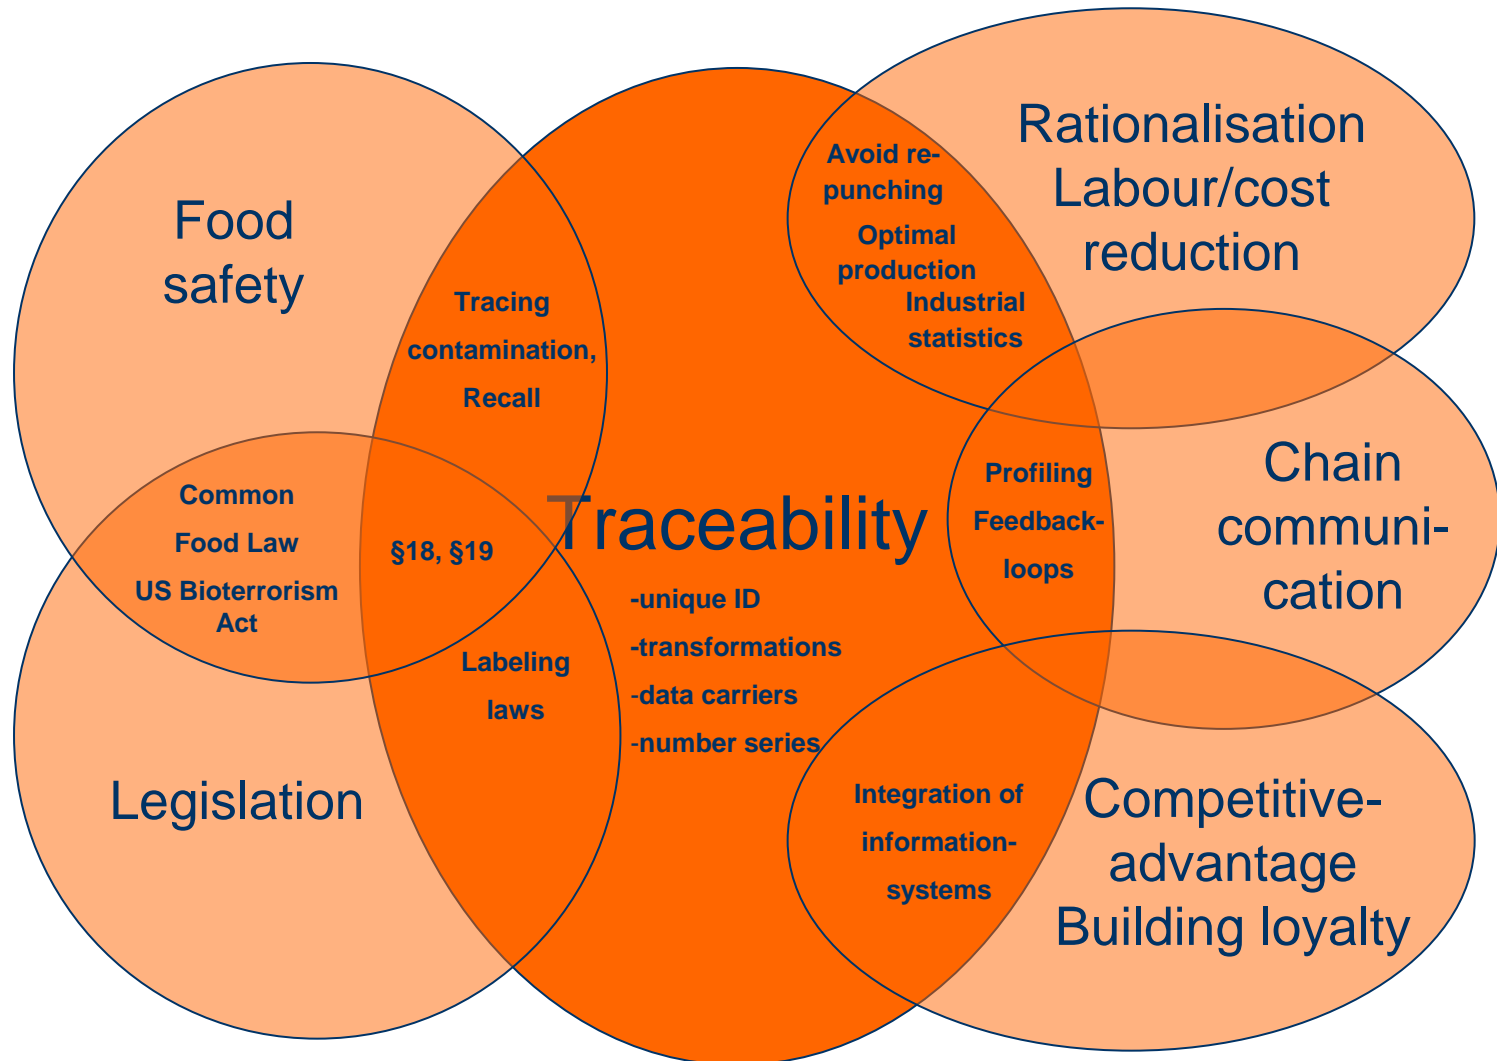 Food
safety
Tracing
contamination,
Recall
Common
Food Law
US Bioterrorism
Act
§18, §19
Labeling
laws
Legislation
Traceability
-unique ID
-transformations
-data carriers
-number series
Avoid re-
punching
Optimal
production
Industrial
statistics
Rationalisation
Labour/cost
reduction
Profiling
Feedback-
loops
Chain
communi-
cation
Integration of
information-
systems
Competitive-
advantage
Building loyalty